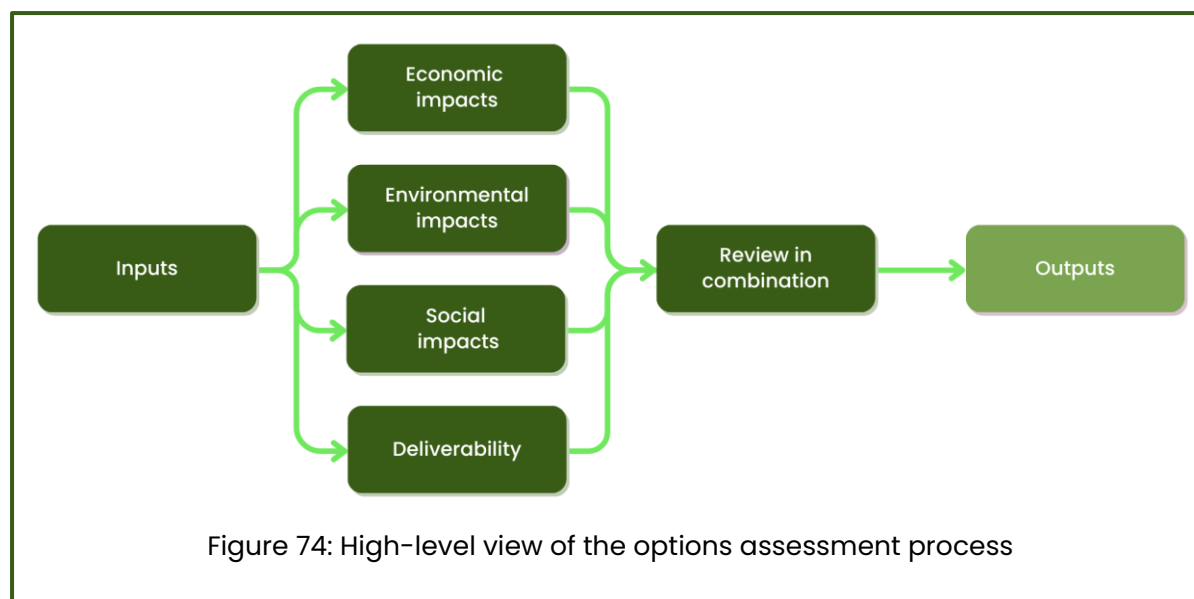 Inputs
Economic
impacts
Environmental
impacts
Social
impacts
Deliverability
Review in
combination
Outputs
Figure 74: High-level view of the options assessment process